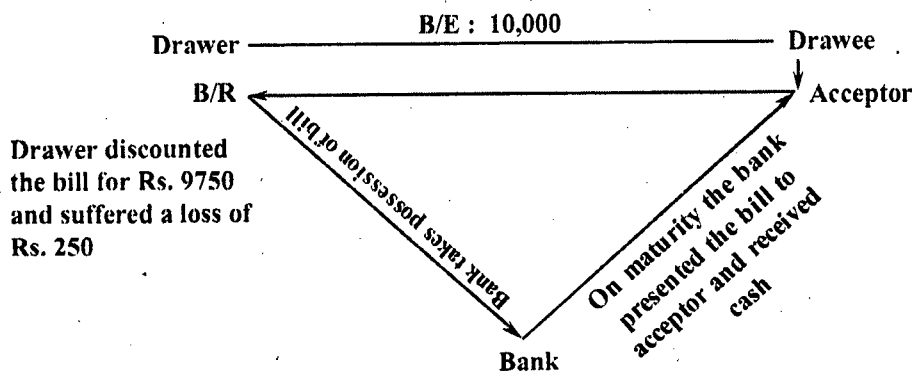 B/E : 10,000
Drawer
Drawee
B/R
Acceptor
Drawer discounted
the bill for Rs. 9750
and suffered a loss of
Rs. 250
Bank takes possession of bill
On maturity the bank
presented the bill to
acceptor and received
cash
Bank